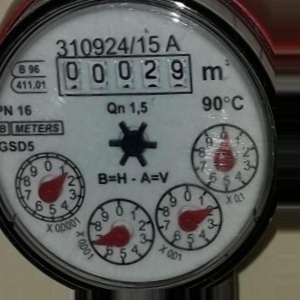 310924/15 A
B 96
411.01
00029 m³
PN 16
Qn 1,5
90°C
B METERS
GSD5
B=H - A=V
X 0,1
X 0,01
X 0,001
X 0,0001